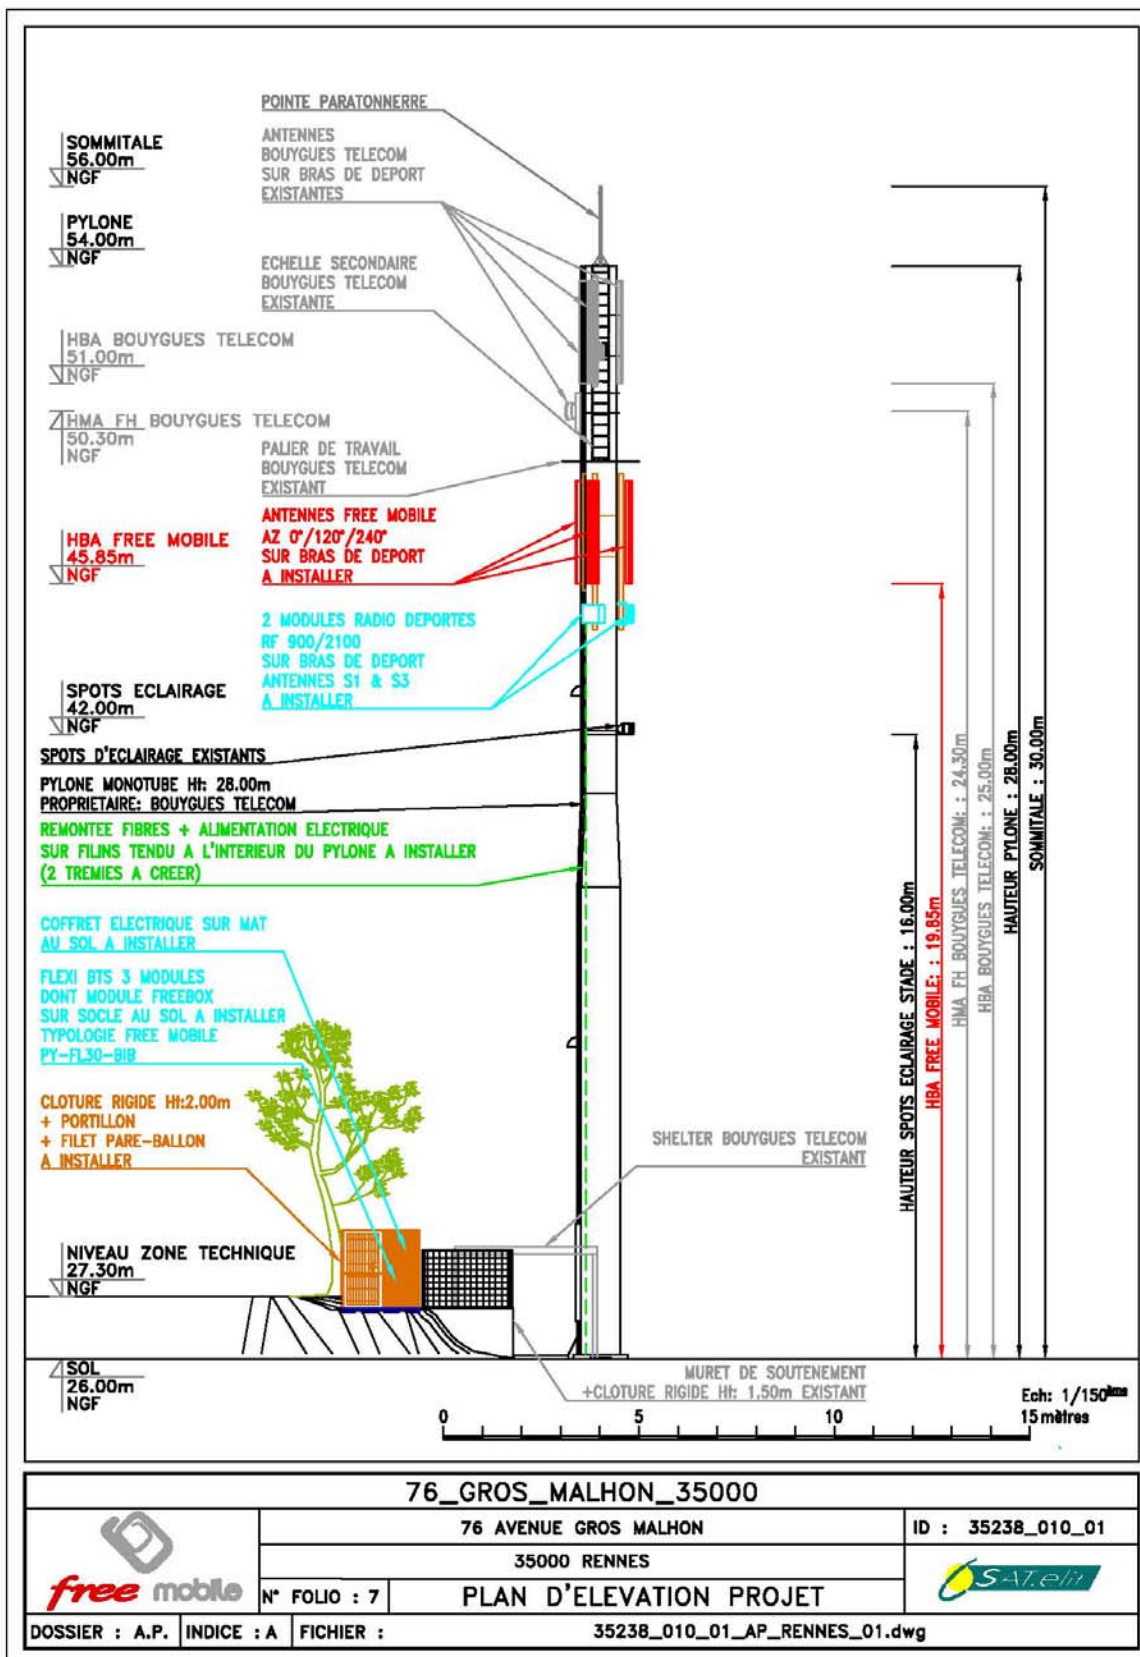 POINTE PARATONNERRE
SOMMITALE
56.00m
NGF
ANTENNES
BOUYGUES TELECOM
SUR BRAS DE DEPORT
EXISTANTES
PYLONE
54.00m
NGF
ECHELLE SECONDAIRE
BOUYGUES TELECOM
EXISTANTE
HBA BOUYGUES TELECOM
51.00m
NGF
HMA FH BOUYGUES TELECOM
50.30m
NGF
PALIER DE TRAVAIL
BOUYGUES TELECOM
EXISTANT
ANTENNES FREE MOBILE
AZ 0°/120°/240°
SUR BRAS DE DEPORT
A INSTALLER
HBA FREE MOBILE
45.85m
NGF
2 MODULES RADIO DEPORTES
RF 900/2100
SUR BRAS DE DEPORT
ANTENNES S1 & S3
A INSTALLER
SPOTS ECLAIRAGE
42.00m
NGF
SPOTS D'ECLAIRAGE EXISTANTS
PYLONE MONOTUBE Ht: 28.00m
PROPRIETAIRE: BOUYGUES TELECOM
REMONTEE FIBRES + ALIMENTATION ELECTRIQUE
SUR FILINS TENDU A L'INTERIEUR DU PYLONE A INSTALLER
(2 TREMIES A CREER)
COFFRET ELECTRIQUE SUR MAT
AU SOL A INSTALLER
FLEXI BTS 3 MODULES
DONT MODULE FREEBOX
SUR SOCLE AU SOL A INSTALLER
TYPOLOGIE FREE MOBILE
PY-FL30-BIB
CLOTURE RIGIDE Ht:2.00m
+ PORTILLON
+ FILET PARE-BALLON
A INSTALLER
SHELTER BOUYGUES TELECOM
EXISTANT
NIVEAU ZONE TECHNIQUE
27.30m
NGF
SOL
26.00m
NGF
MURET DE SOUTENEMENT
+CLOTURE RIGIDE Ht: 1.50m EXISTANT
HAUTEUR SPOTS ECLAIRAGE STADE : 16.00m
HBA FREE MOBILE: : 19.85m
HMA FH BOUYGUES TELECOM: : 24.30m
HBA BOUYGUES TELECOM: : 25.00m
HAUTEUR PYLONE : 28.00m
SOMMITALE : 30.00m
Ech: 1/150
0 5 10 15 mètres
76_GROS_MALHON_35000
76 AVENUE GROS MALHON
ID : 35238_010_01
35000 RENNES
free mobile
SAT.elit
N° FOLIO : 7
PLAN D'ELEVATION PROJET
DOSSIER : A.P.
INDICE : A
FICHIER :
35238_010_01_AP_RENNES_01.dwg